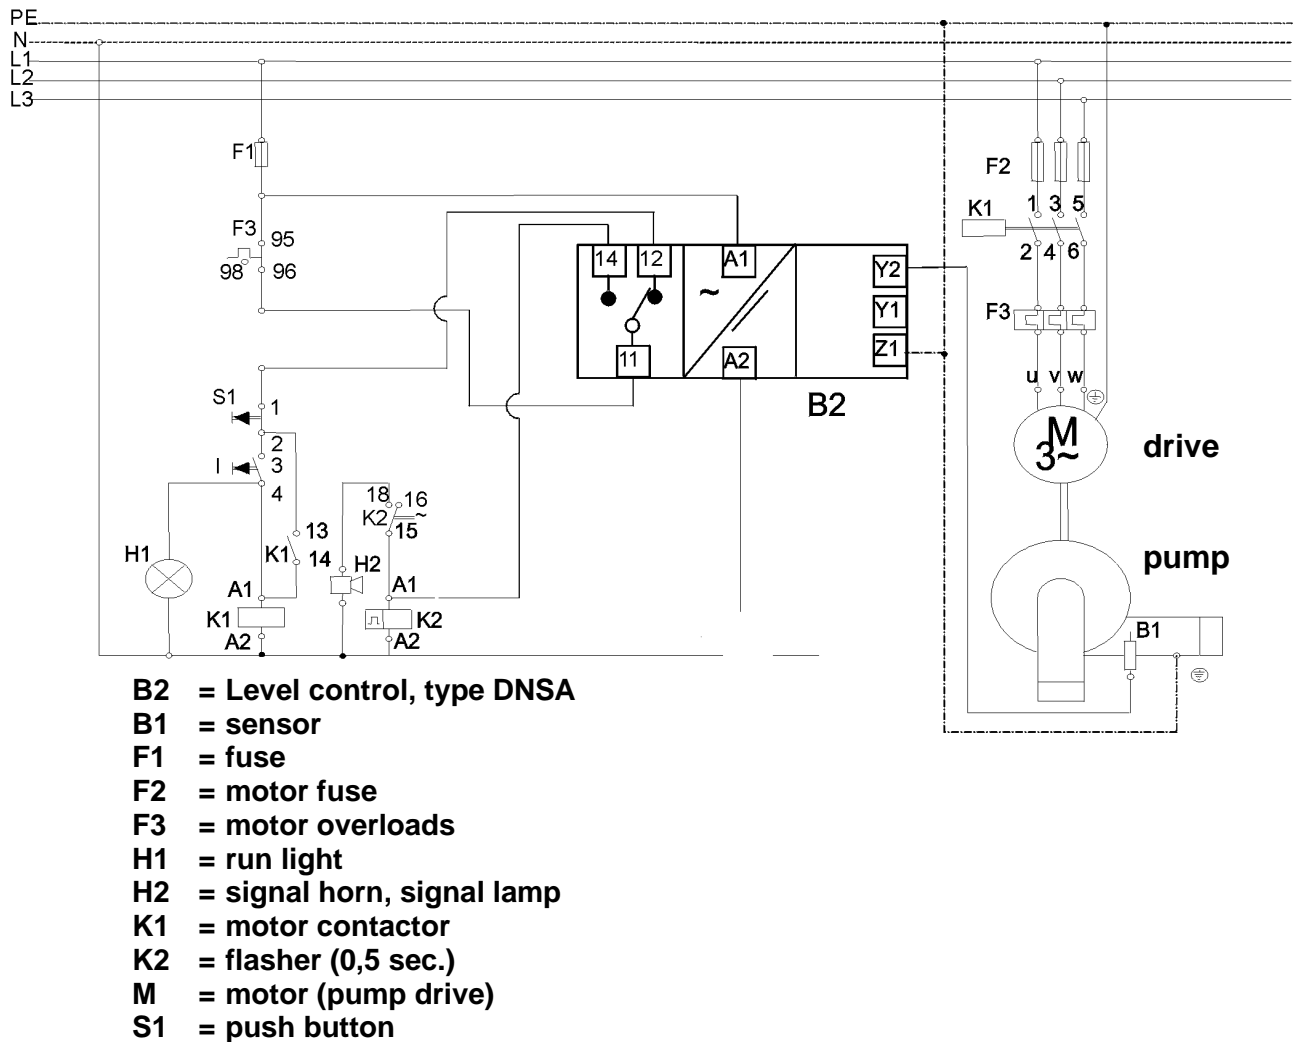 PE
N
L1
L2
L3
F1
F3
95
98
96
S1
1
2
I
3
4
H1
K1
13
14
A1
K1
A2
18
16
K2
~
15
H2
A1
K2
A2
14
12
11
A1
~
A2
Y2
Y1
Z1
B2
F2
K1
1
3
5
2
4
6
F3
u
v
w
M
3~
drive
pump
B1
B2 = Level control, type DNSA
B1 = sensor
F1 = fuse
F2 = motor fuse
F3 = motor overloads
H1 = run light
H2 = signal horn, signal lamp
K1 = motor contactor
K2 = flasher (0,5 sec.)
M = motor (pump drive)
S1 = push button